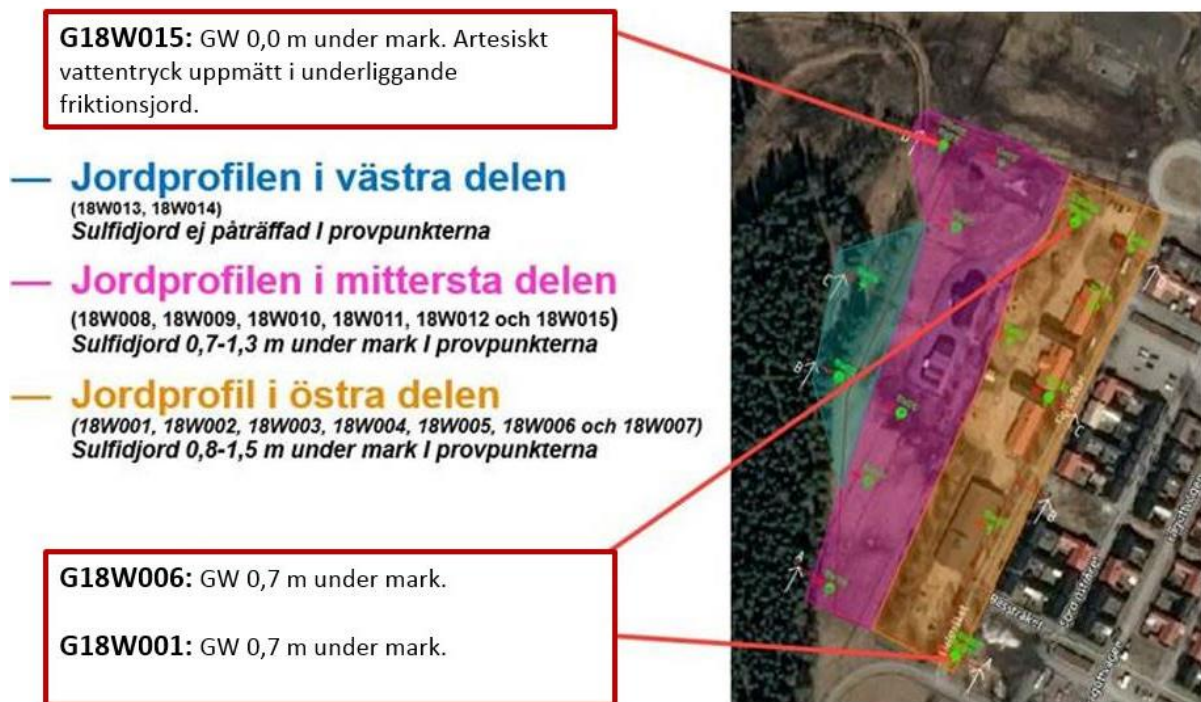 G18W015: GW 0,0 m under mark. Artesiskt
vattentryck uppmätt i underliggande
friktionsjord.
— Jordprofilen i västra delen
(18W013, 18W014)
Sulfidjord ej påträffad I provpunkterna
— Jordprofilen i mittersta delen
(18W008, 18W009, 18W010, 18W011, 18W012 och 18W015)
Sulfidjord 0,7-1,3 m under mark I provpunkterna
— Jordprofil i östra delen
(18W001, 18W002, 18W003, 18W004, 18W005, 18W006 och 18W007)
Sulfidjord 0,8-1,5 m under mark I provpunkterna
G18W006: GW 0,7 m under mark.
G18W001: GW 0,7 m under mark.
C
B
A
C
B
Basstråket